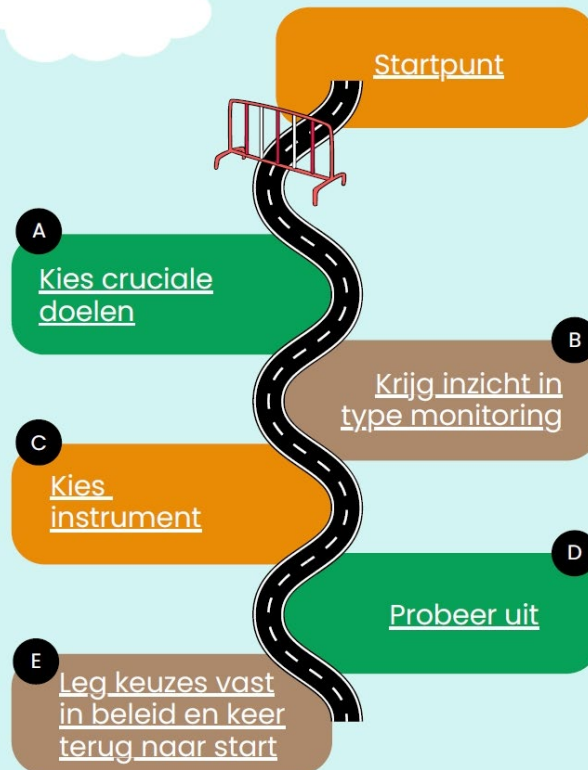 Startpunt
A
Kies cruciale
doelen
B
Krijg inzicht in
type monitoring
C
Kies
instrument
D
Probeer uit
E
Leg keuzes vast
in beleid en keer
terug naar start